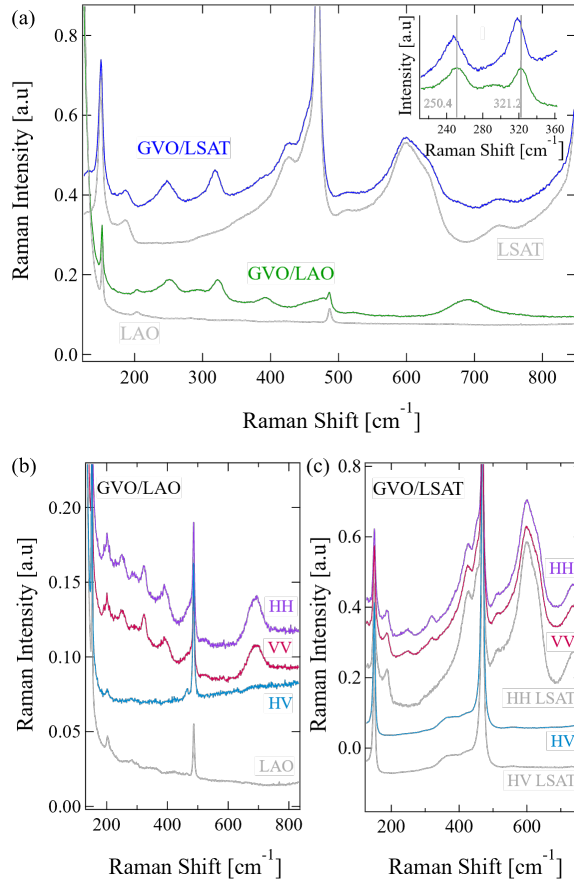 (a)
0.8
0.6
0.4
0.2
0.0
Raman Intensity [a.u]
GVO/LSAT
LSAT
GVO/LAO
LAO
200 300 400 500 600 700 800
Raman Shift [cm-1]
Intensity [a.u]
250.4 321.2
240 280 320 360
Raman Shift [cm-1]
(b)
GVO/LAO
0.20
0.15
0.10
0.05
0.00
Raman Intensity [a.u]
HH
VV
HV
LAO
200 400 600 800
Raman Shift [cm-1]
(c)
GVO/LSAT
0.8
0.6
0.4
0.2
0.0
Raman Intensity [a.u]
HH
VV
HH LSAT
HV
HV LSAT
200 400 600
Raman Shift [cm-1]